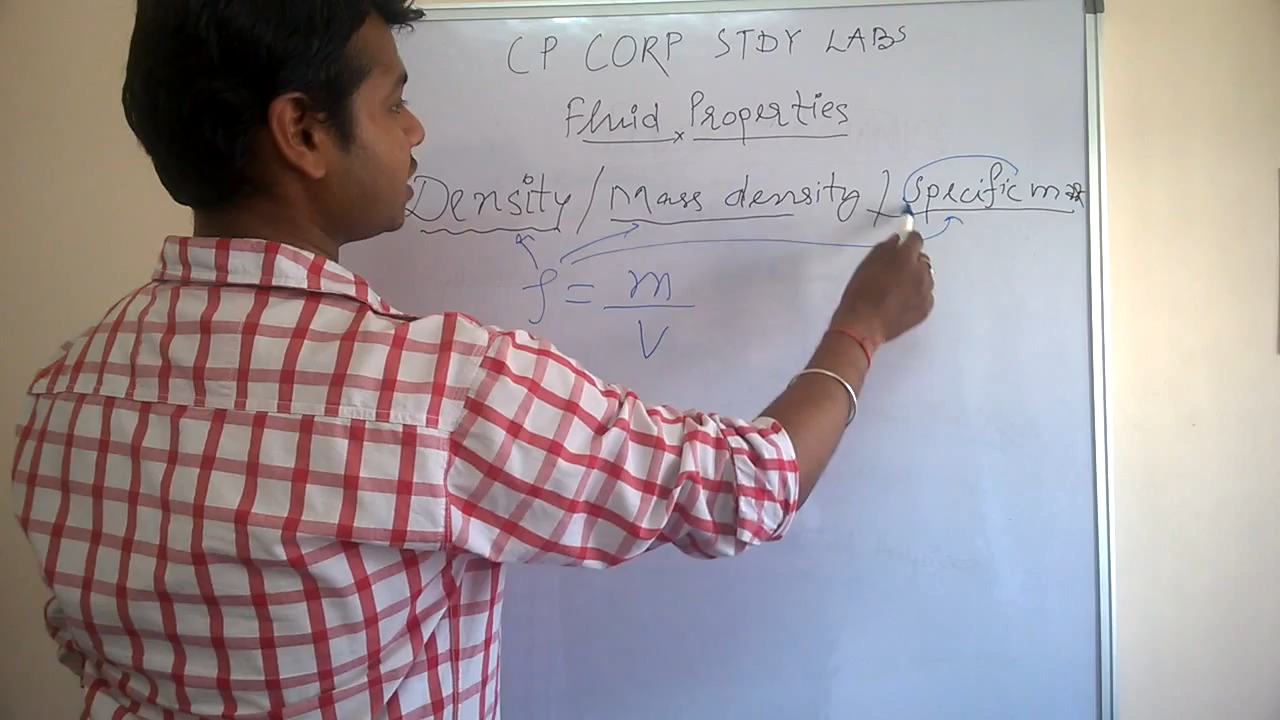 CP CORP STDY LABS
Fluid Properties
Density / Mass density / Specific
ρ = m
V